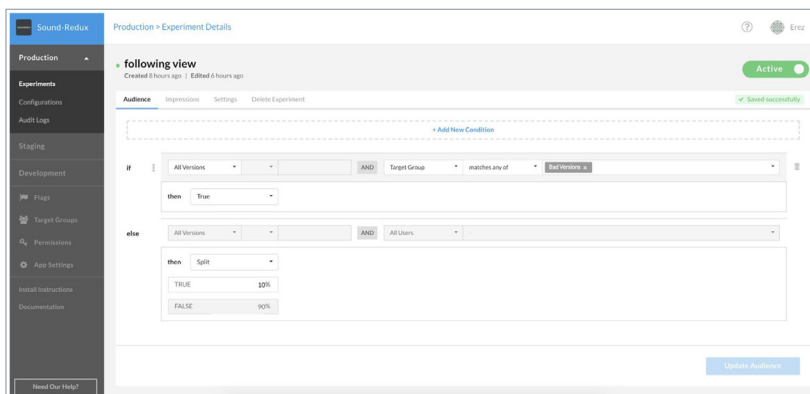 Sound-Redux
Production > Experiment Details
?
Erez
Production
following view
Created 8 hours ago | Edited 6 hours ago
Active
Experiments
Configurations
Audit Logs
Staging
Development
Flags
Target Groups
Permissions
App Settings
Install Instructions
Documentation
Need Our Help?
Audience Impressions Settings Delete Experiment
Saved successfully
+ Add New Condition
if All Versions AND Target Group matches any of Bad Versions x
then True
else All Versions AND All Users
then Split
TRUE 10%
FALSE 90%
Update Audience